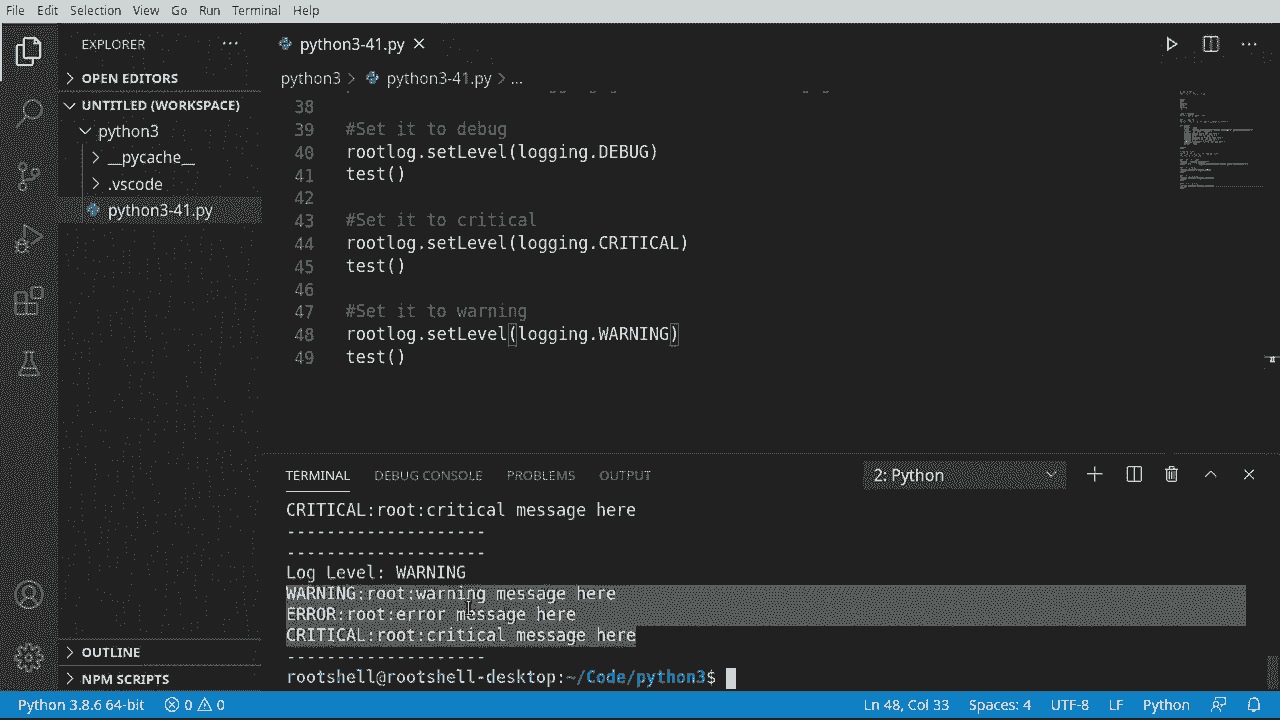 File Edit Selection View Go Run Terminal Help
EXPLORER
OPEN EDITORS
UNTITLED (WORKSPACE)
python3
__pycache__
.vscode
python3-41.py
OUTLINE
NPM SCRIPTS
python3-41.py
python3 > python3-41.py > ...
38
39 #Set it to debug
40 rootlog.setLevel(logging.DEBUG)
41 test()
42
43 #Set it to critical
44 rootlog.setLevel(logging.CRITICAL)
45 test()
46
47 #Set it to warning
48 rootlog.setLevel(logging.WARNING)
49 test()
TERMINAL DEBUG CONSOLE PROBLEMS OUTPUT 2: Python
CRITICAL:root:critical message here
--------------------
--------------------
Log Level: WARNING
WARNING:root:warning message here
ERROR:root:error message here
CRITICAL:root:critical message here
--------------------
rootshell@rootshell-desktop:~/Code/python3$
Python 3.8.6 64-bit 0 0 Ln 48, Col 33 Spaces: 4 UTF-8 LF Python